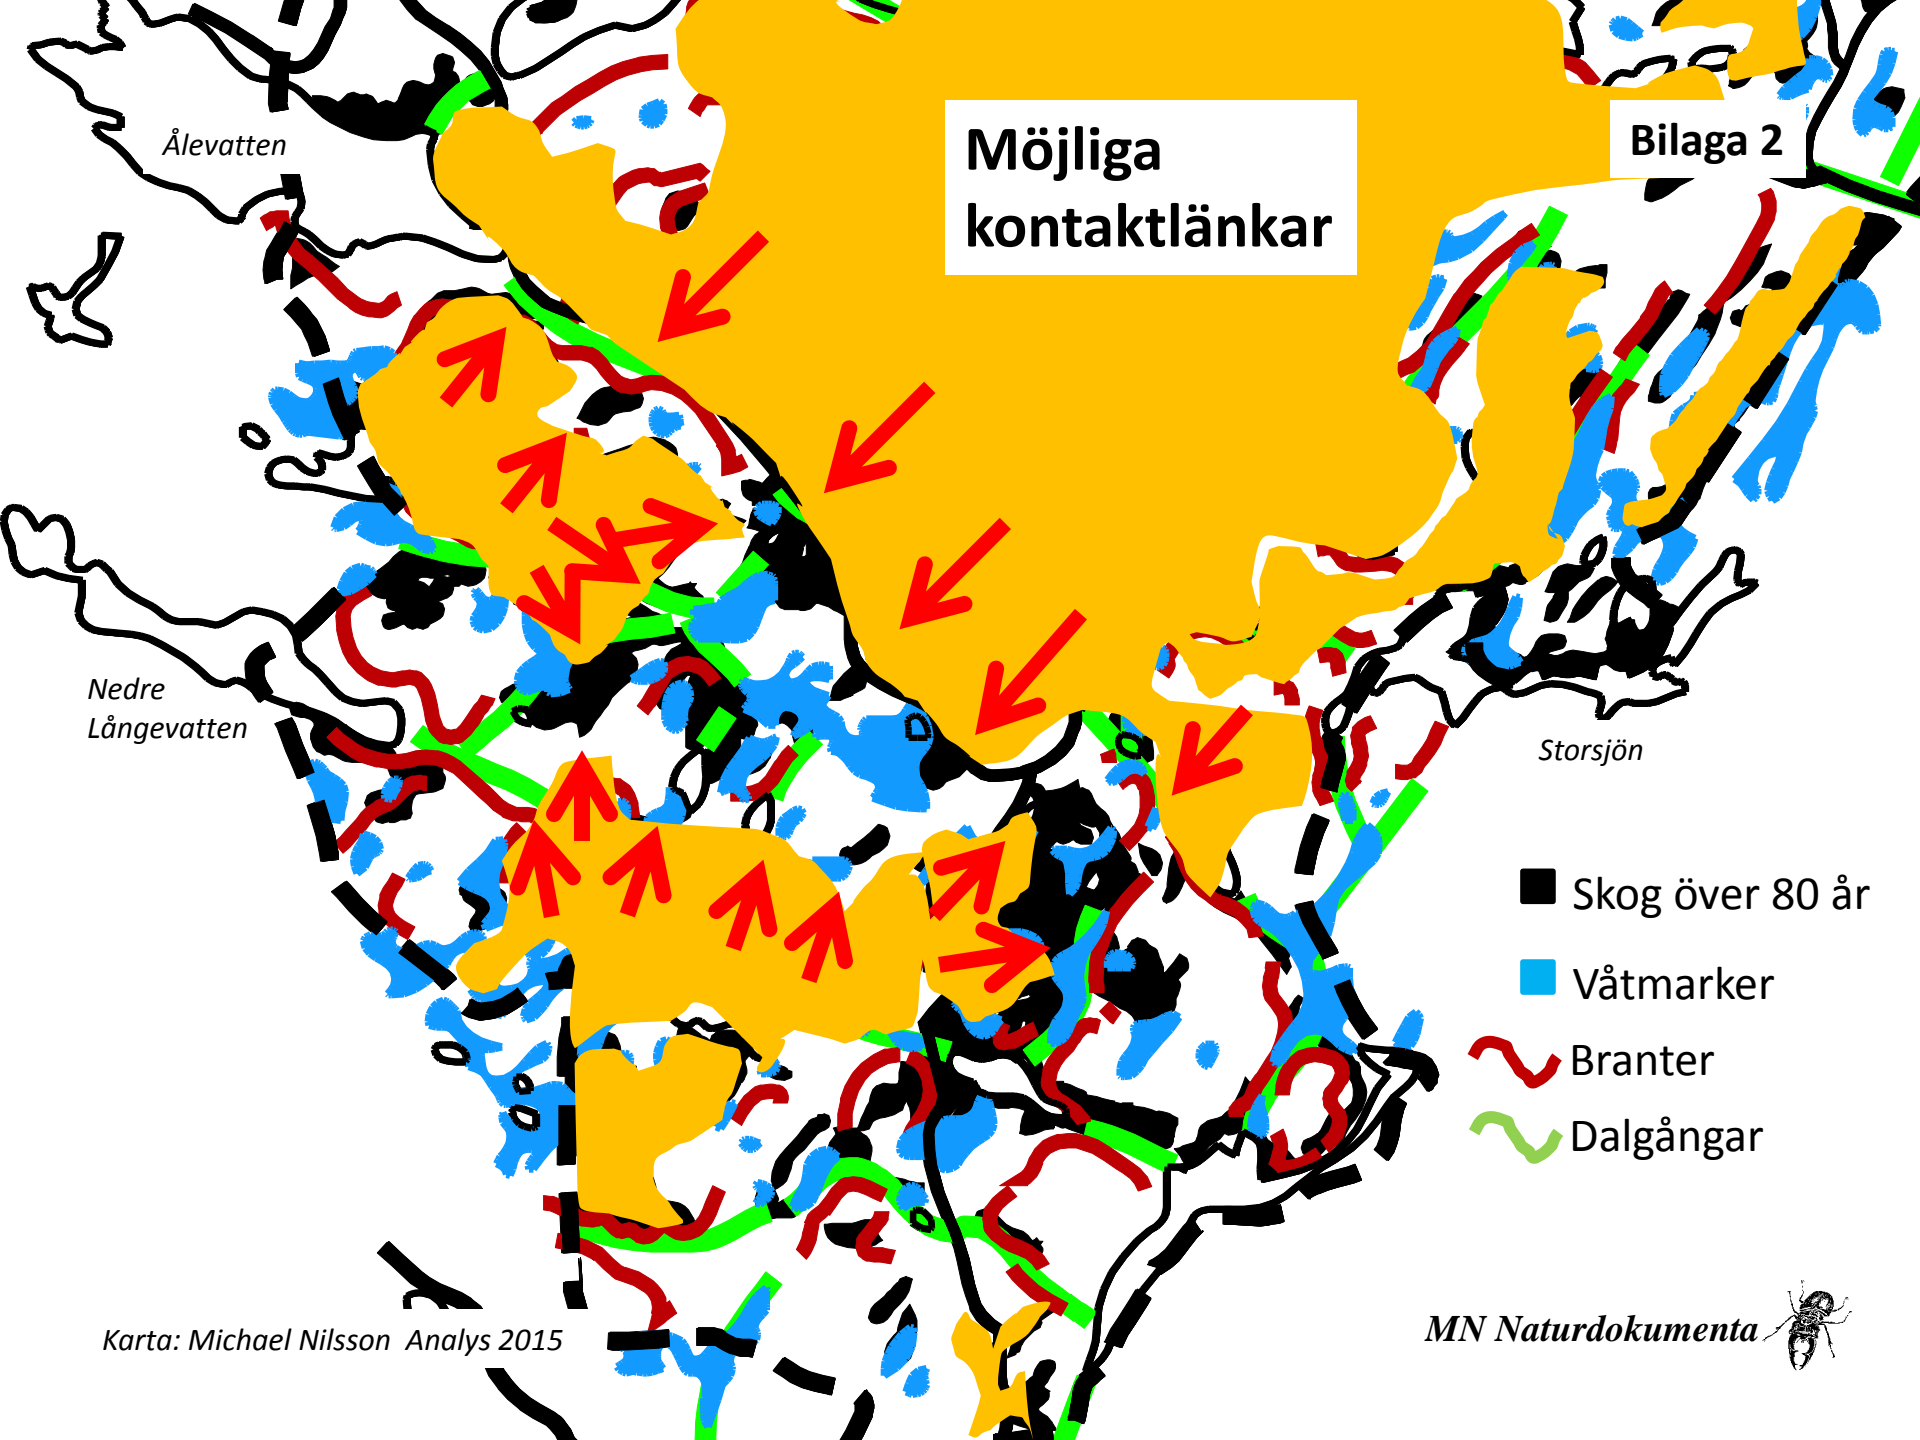 Möjliga
kontaktlänkar
Bilaga 2
Ålevatten
Nedre
Långevatten
Storsjön
Skog över 80 år
Våtmarker
Branter
Dalgångar
Karta: Michael Nilsson  Analys 2015
MN Naturdokumenta